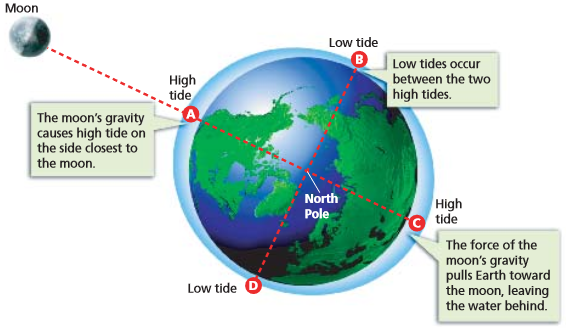 Moon
Low tide
B
Low tides occur
between the two
high tides.
High
tide
A
The moon's gravity
causes high tide on
the side closest to
the moon.
North
Pole
High
tide
C
The force of the
moon's gravity
pulls Earth toward
the moon, leaving
the water behind.
Low tide
D